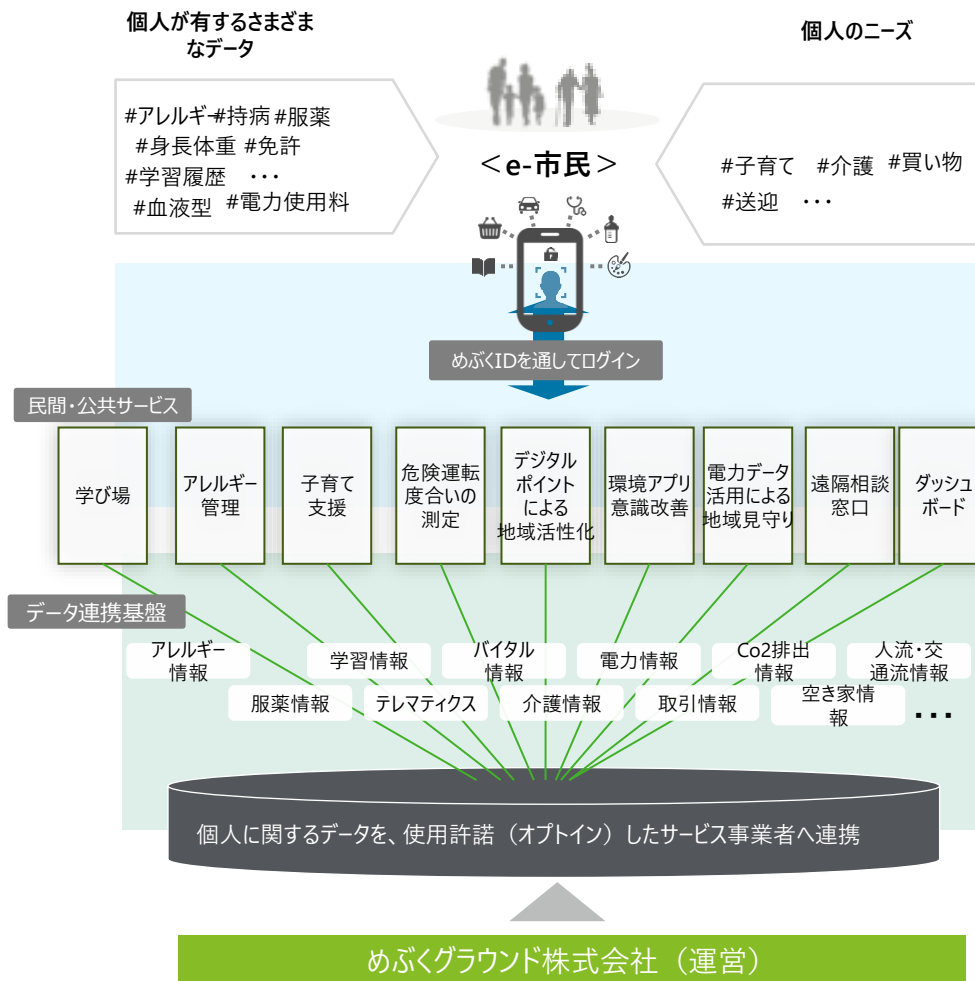 個人が有するさまざま
なデータ
個人のニーズ
#アレルギー#持病 #服薬
#身長体重 #免許
#学習履歴 ・・・
#血液型 #電力使用料
＜e-市民＞
#子育て #介護 #買い物
#送迎 ・・・
めぶくIDを通してログイン
民間・公共サービス
学び場
アレルギー
管理
子育て
支援
危険運転
度合いの
測定
デジタル
ポイント
による
地域活性化
環境アプリ
意識改善
電力データ
活用による
地域見守り
遠隔相談
窓口
ダッシュ
ボード
データ連携基盤
アレルギー
情報
学習情報
バイタル
情報
電力情報
Co2排出
情報
人流・交
通流情報
服薬情報
テレマティクス
介護情報
取引情報
空き家情
報
・・・
個人に関するデータを、使用許諾（オプトイン）したサービス事業者へ連携
めぶくグラウンド株式会社（運営）